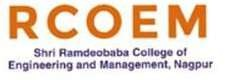 RCOEM
Shri Ramdeobaba College of
Engineering and Management, Nagpur